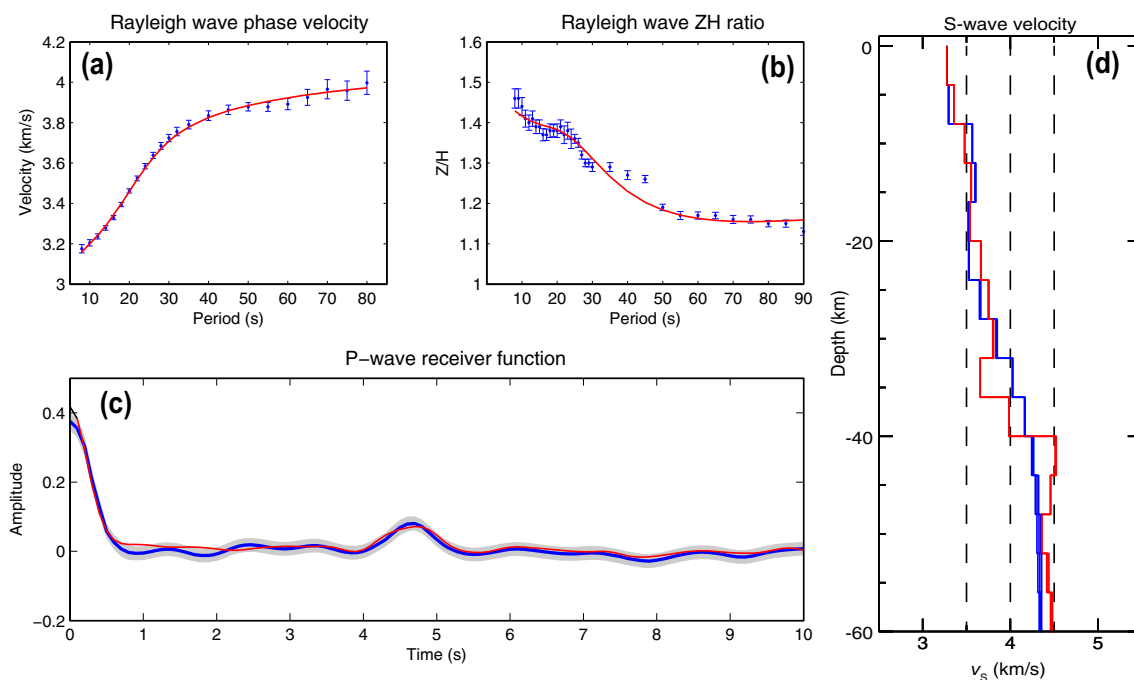 Rayleigh wave phase velocity
(a)
4.2
4
3.8
3.6
3.4
3.2
3
Velocity (km/s)
10 20 30 40 50 60 70 80
Period (s)
Rayleigh wave ZH ratio
(b)
1.6
1.5
1.4
1.3
1.2
1.1
1
Z/H
10 20 30 40 50 60 70 80 90
Period (s)
P−wave receiver function
(c)
0.4
0.2
0
−0.2
Amplitude
0 1 2 3 4 5 6 7 8 9 10
Time (s)
S-wave velocity
(d)
0
-20
-40
-60
Depth (km)
3 4 5
vs (km/s)